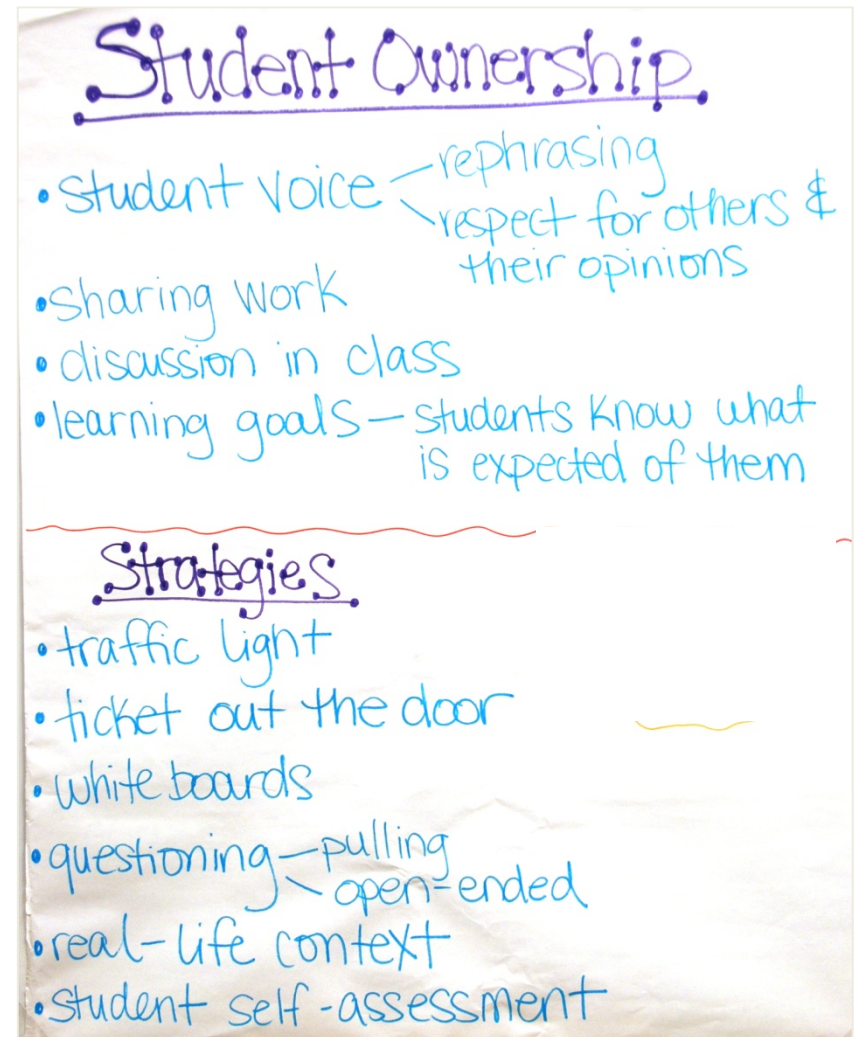 Student Ownership
• student voice – rephrasing
– respect for others &
their opinions
• sharing work
• discussion in class
• learning goals – students know what
is expected of them
Strategies
• traffic light
• ticket out the door
• white boards
• questioning – pulling
– open-ended
• real-life context
• student self-assessment